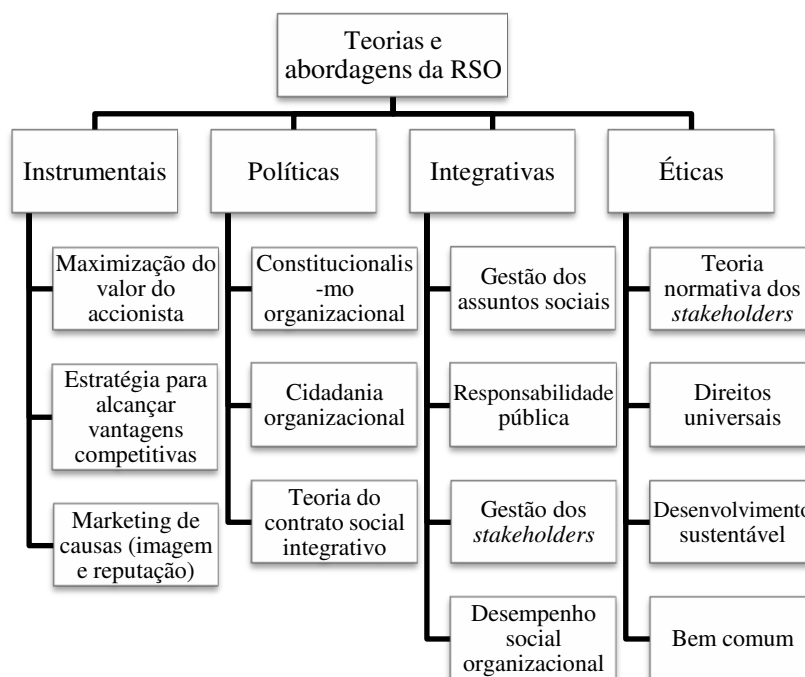 Teorias e
abordagens da RSO
Instrumentais
Políticas
Integrativas
Éticas
Maximização do
valor do
accionista
Estratégia para
alcançar
vantagens
competitivas
Marketing de
causas (imagem
e reputação)
Constitucionalis
-mo
organizacional
Cidadania
organizacional
Teoria do
contrato social
integrativo
Gestão dos
assuntos sociais
Responsabilidade
pública
Gestão dos
stakeholders
Desempenho
social
organizacional
Teoria
normativa dos
stakeholders
Direitos
universais
Desenvolvimento
sustentável
Bem comum